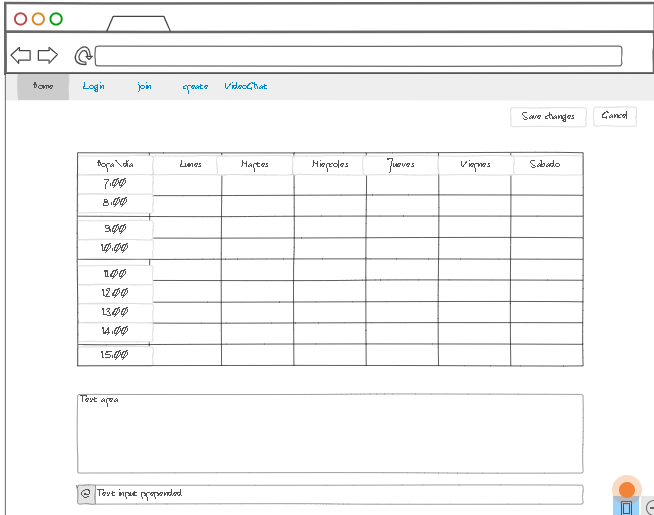 Home Login join create VideoChat
Save changes Cancel
Hora\dia Lunes Martes Miercoles Jueves Viernes Sabado
7:00
8:00
9:00
10:00
11:00
12:00
13:00
14:00
15:00
Text area
@ Text input prepended